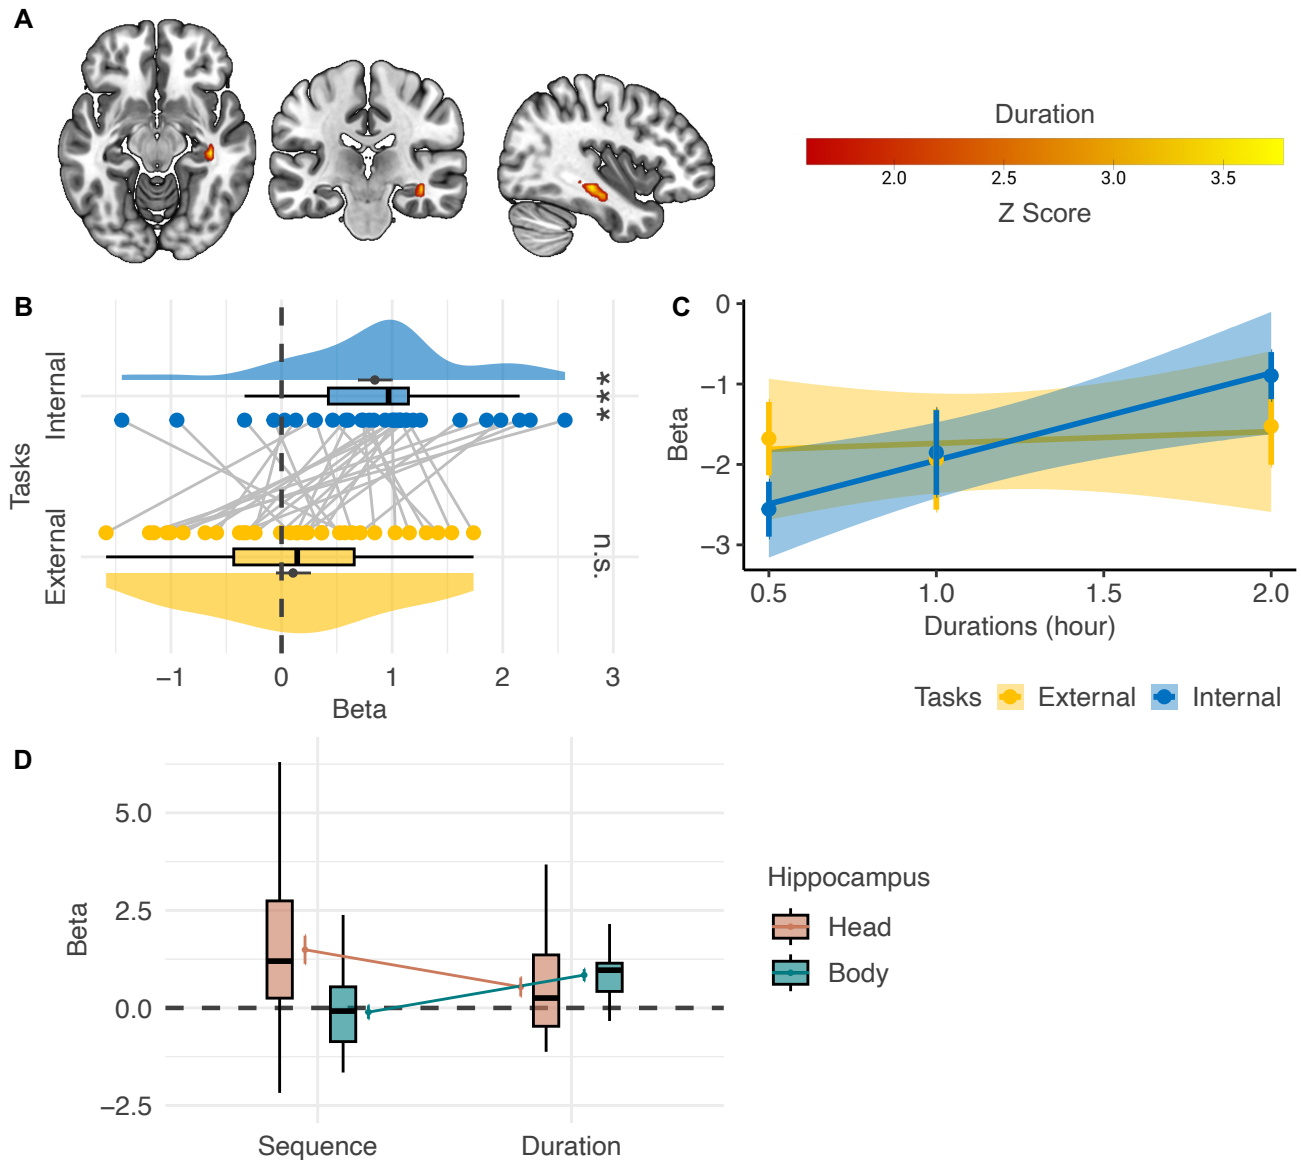 A
Duration
2.0 2.5 3.0 3.5
Z Score
B
Tasks
Internal
External
***
n.s.
−1 0 1 2 3
Beta
C
Beta
0
−1
−2
−3
0.5 1.0 1.5 2.0
Durations (hour)
Tasks External Internal
D
Beta
5.0
2.5
0.0
−2.5
Sequence Duration
Hippocampus
Head
Body